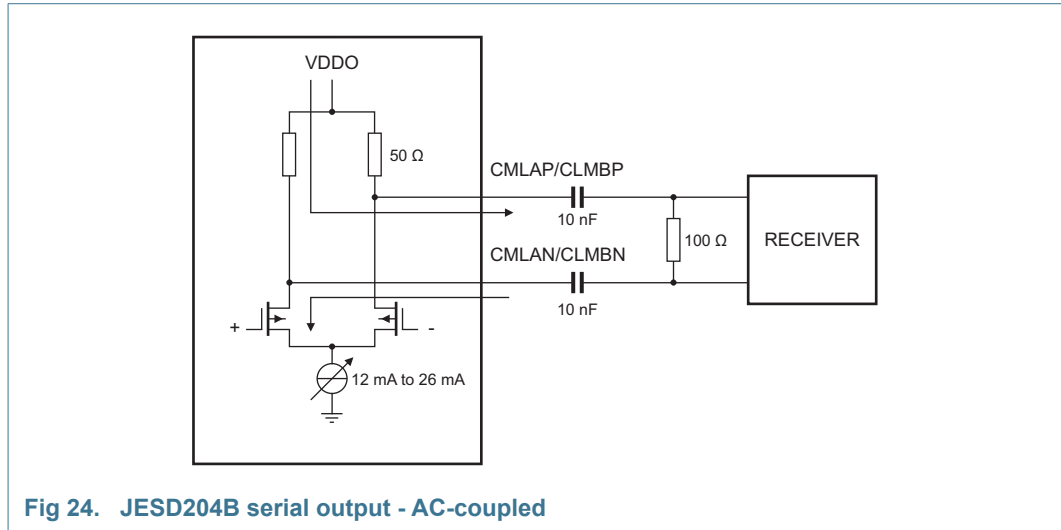 VDDO
50 Ω
CMLAP/CLMBP
10 nF
100 Ω
RECEIVER
CMLAN/CLMBN
10 nF
+
-
12 mA to 26 mA
Fig 24. JESD204B serial output - AC-coupled